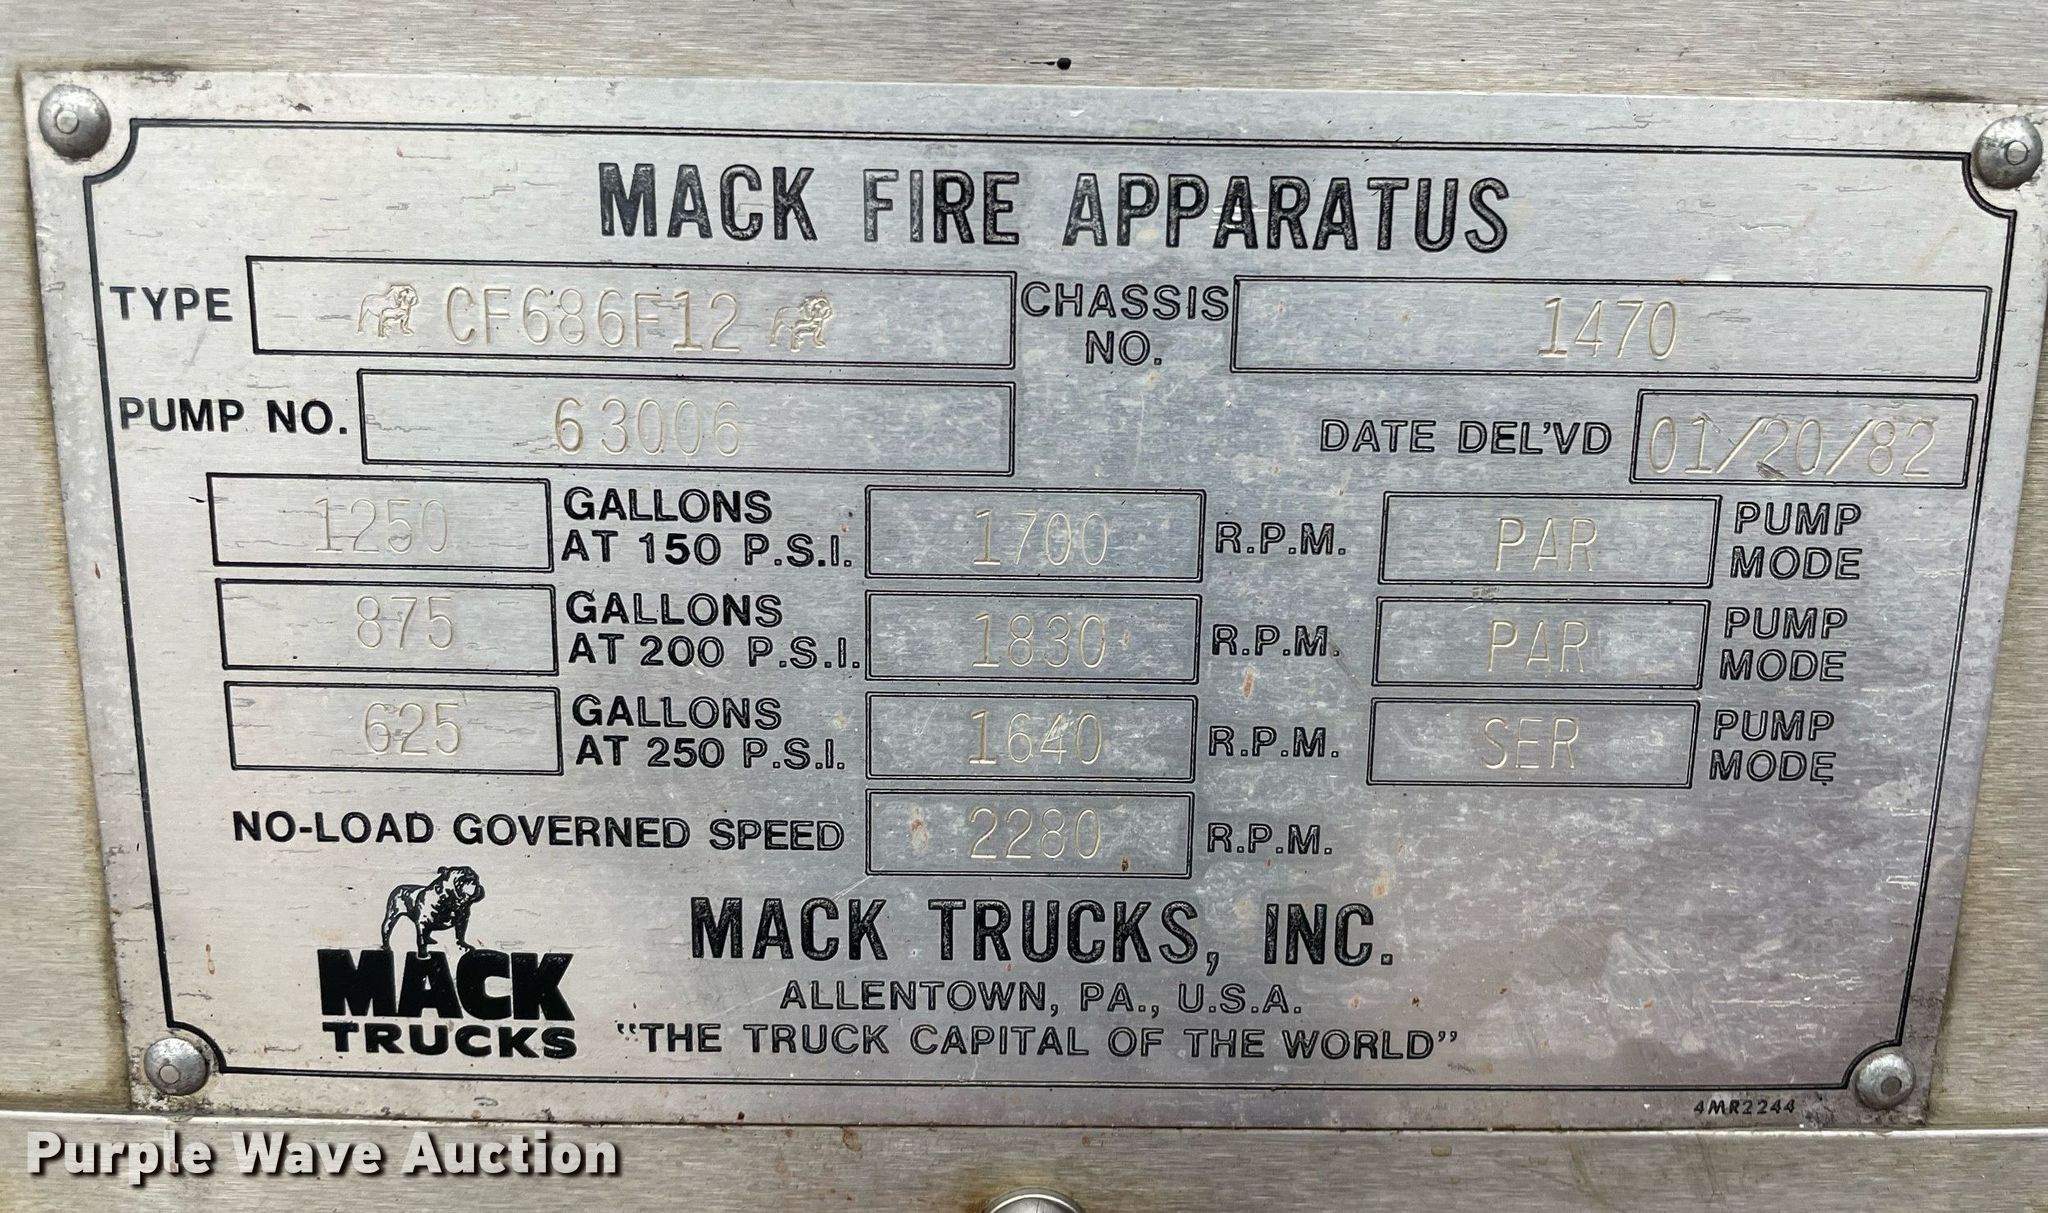 MACK FIRE APPARATUS
TYPE CF686F12 CHASSIS NO. 1470
PUMP NO. 63006 DATE DEL'VD 01/20/82
1250 GALLONS AT 150 P.S.I. 1700 R.P.M. PAR PUMP MODE
875 GALLONS AT 200 P.S.I. 1830 R.P.M. PAR PUMP MODE
625 GALLONS AT 250 P.S.I. 1640 R.P.M. SER PUMP MODE
NO-LOAD GOVERNED SPEED 2280 R.P.M.
MACK TRUCKS
MACK TRUCKS, INC.
ALLENTOWN, PA., U.S.A.
"THE TRUCK CAPITAL OF THE WORLD"
4MR2244
Purple Wave Auction